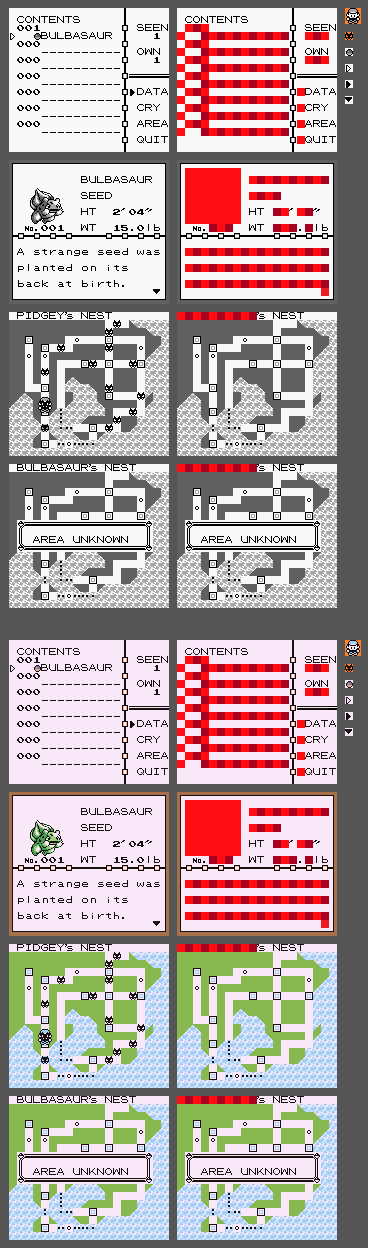 CONTENTS
001
BULBASAUR
000
000
000
000
000
000
SEEN
1
OWN
1
DATA
CRY
AREA
QUIT
CONTENTS
SEEN
OWN
DATA
CRY
AREA
QUIT
BULBASAUR
SEED
HT 2′04″
No.001 WT 15.0lb
A strange seed was
planted on its
back at birth.
HT ′ ″
No. WT . lb
PIDGEY's NEST
's NEST
BULBASAUR's NEST
AREA UNKNOWN
's NEST
AREA UNKNOWN
CONTENTS
001
BULBASAUR
000
000
000
000
000
000
SEEN
1
OWN
1
DATA
CRY
AREA
QUIT
CONTENTS
SEEN
OWN
DATA
CRY
AREA
QUIT
BULBASAUR
SEED
HT 2′04″
No.001 WT 15.0lb
A strange seed was
planted on its
back at birth.
HT ′ ″
No. WT . lb
PIDGEY's NEST
's NEST
BULBASAUR's NEST
AREA UNKNOWN
's NEST
AREA UNKNOWN